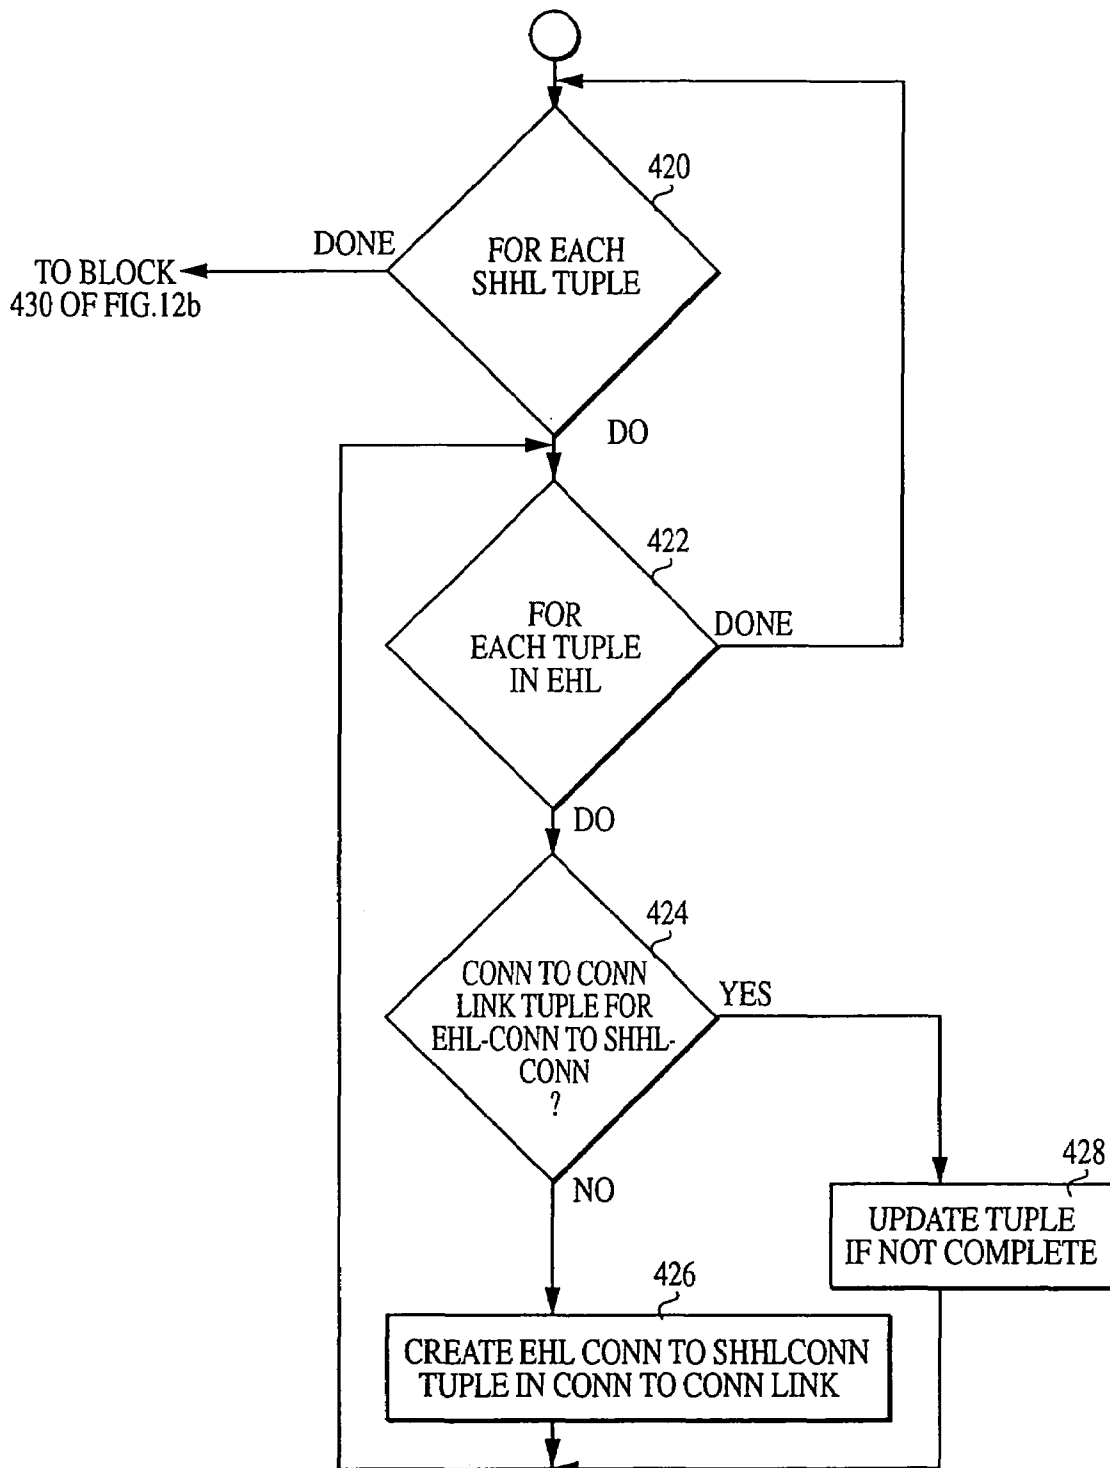 420
DONE
FOR EACH
SHHL TUPLE
TO BLOCK
430 OF FIG.12b
DO
422
FOR
EACH TUPLE
IN EHL
DONE
DO
424
CONN TO CONN
LINK TUPLE FOR
EHL-CONN TO SHHL-
CONN
?
YES
NO
428
UPDATE TUPLE
IF NOT COMPLETE
426
CREATE EHL CONN TO SHHLCONN
TUPLE IN CONN TO CONN LINK